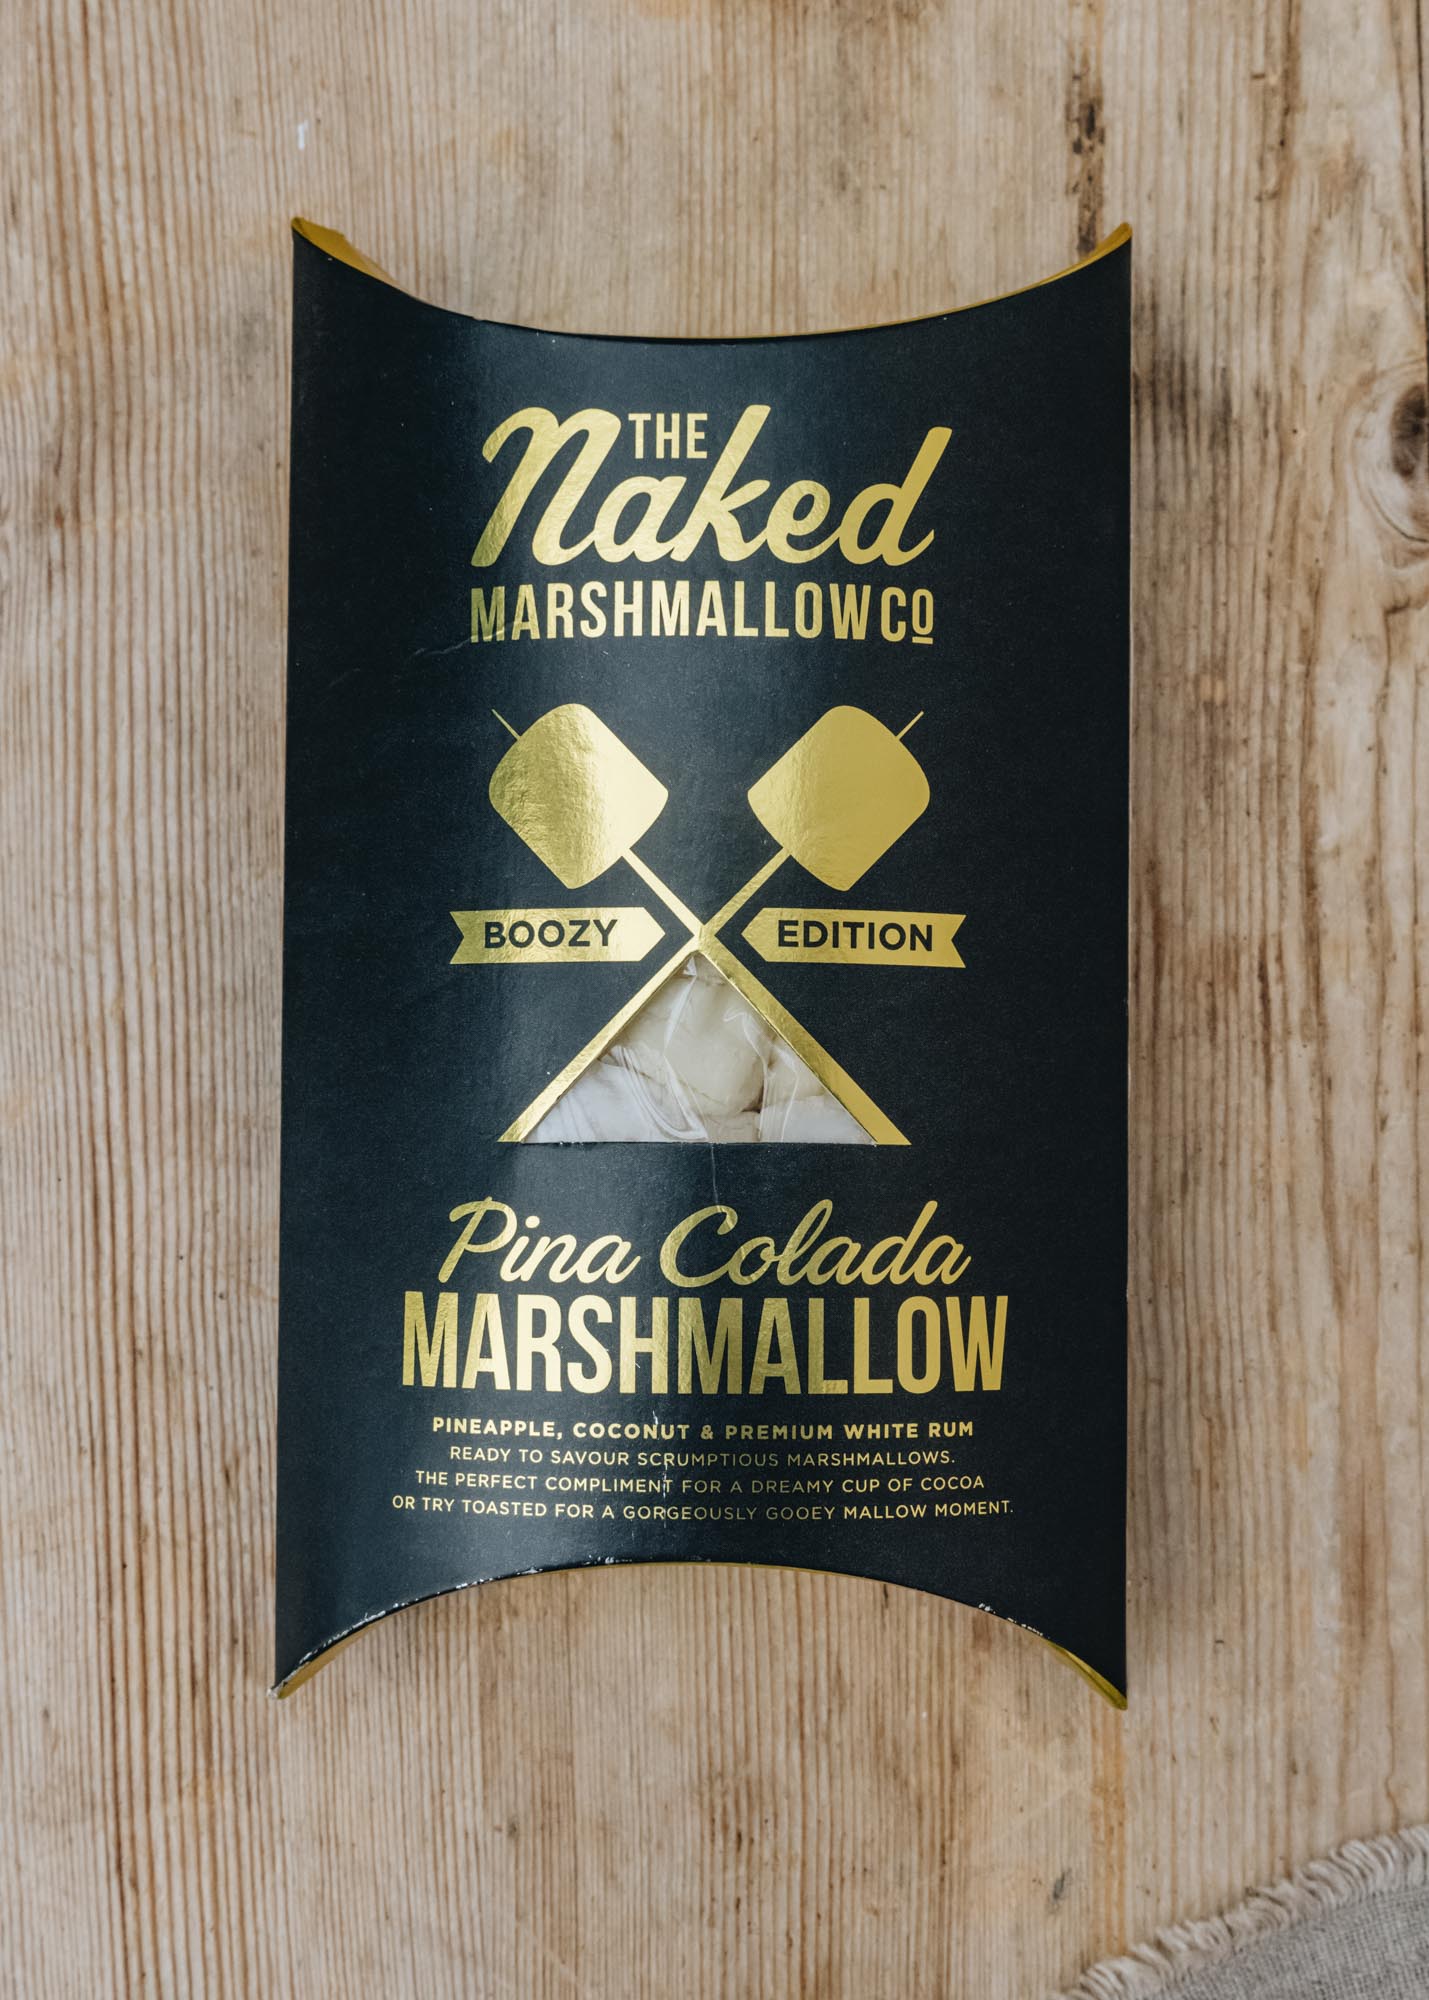 THE
Naked
MARSHMALLOW CO
BOOZY EDITION
Pina Colada
MARSHMALLOW
PINEAPPLE, COCONUT & PREMIUM WHITE RUM
READY TO SAVOUR SCRUMPTIOUS MARSHMALLOWS.
THE PERFECT COMPLIMENT FOR A DREAMY CUP OF COCOA
OR TRY TOASTED FOR A GORGEOUSLY GOOEY MALLOW MOMENT.